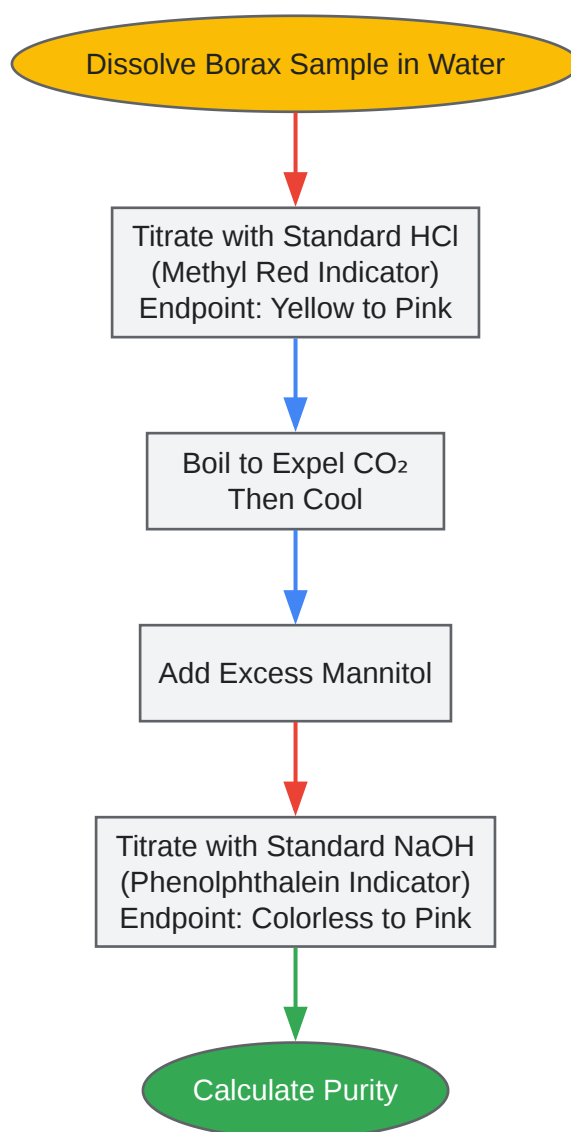 Dissolve Borax Sample in Water
Titrate with Standard HCl
(Methyl Red Indicator)
Endpoint: Yellow to Pink
Boil to Expel CO₂
Then Cool
Add Excess Mannitol
Titrate with Standard NaOH
(Phenolphthalein Indicator)
Endpoint: Colorless to Pink
Calculate Purity